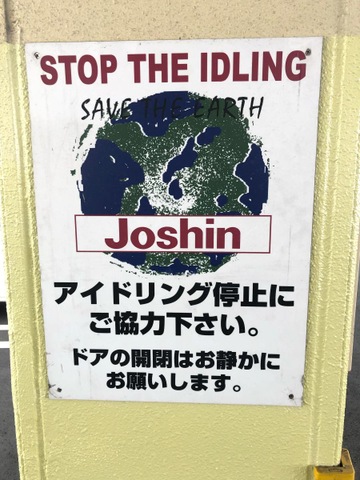 STOP THE IDLING
SAVE THE EARTH
Joshin
アイドリング停止に
ご協力下さい。
ドアの開閉はお静かに
お願いします。